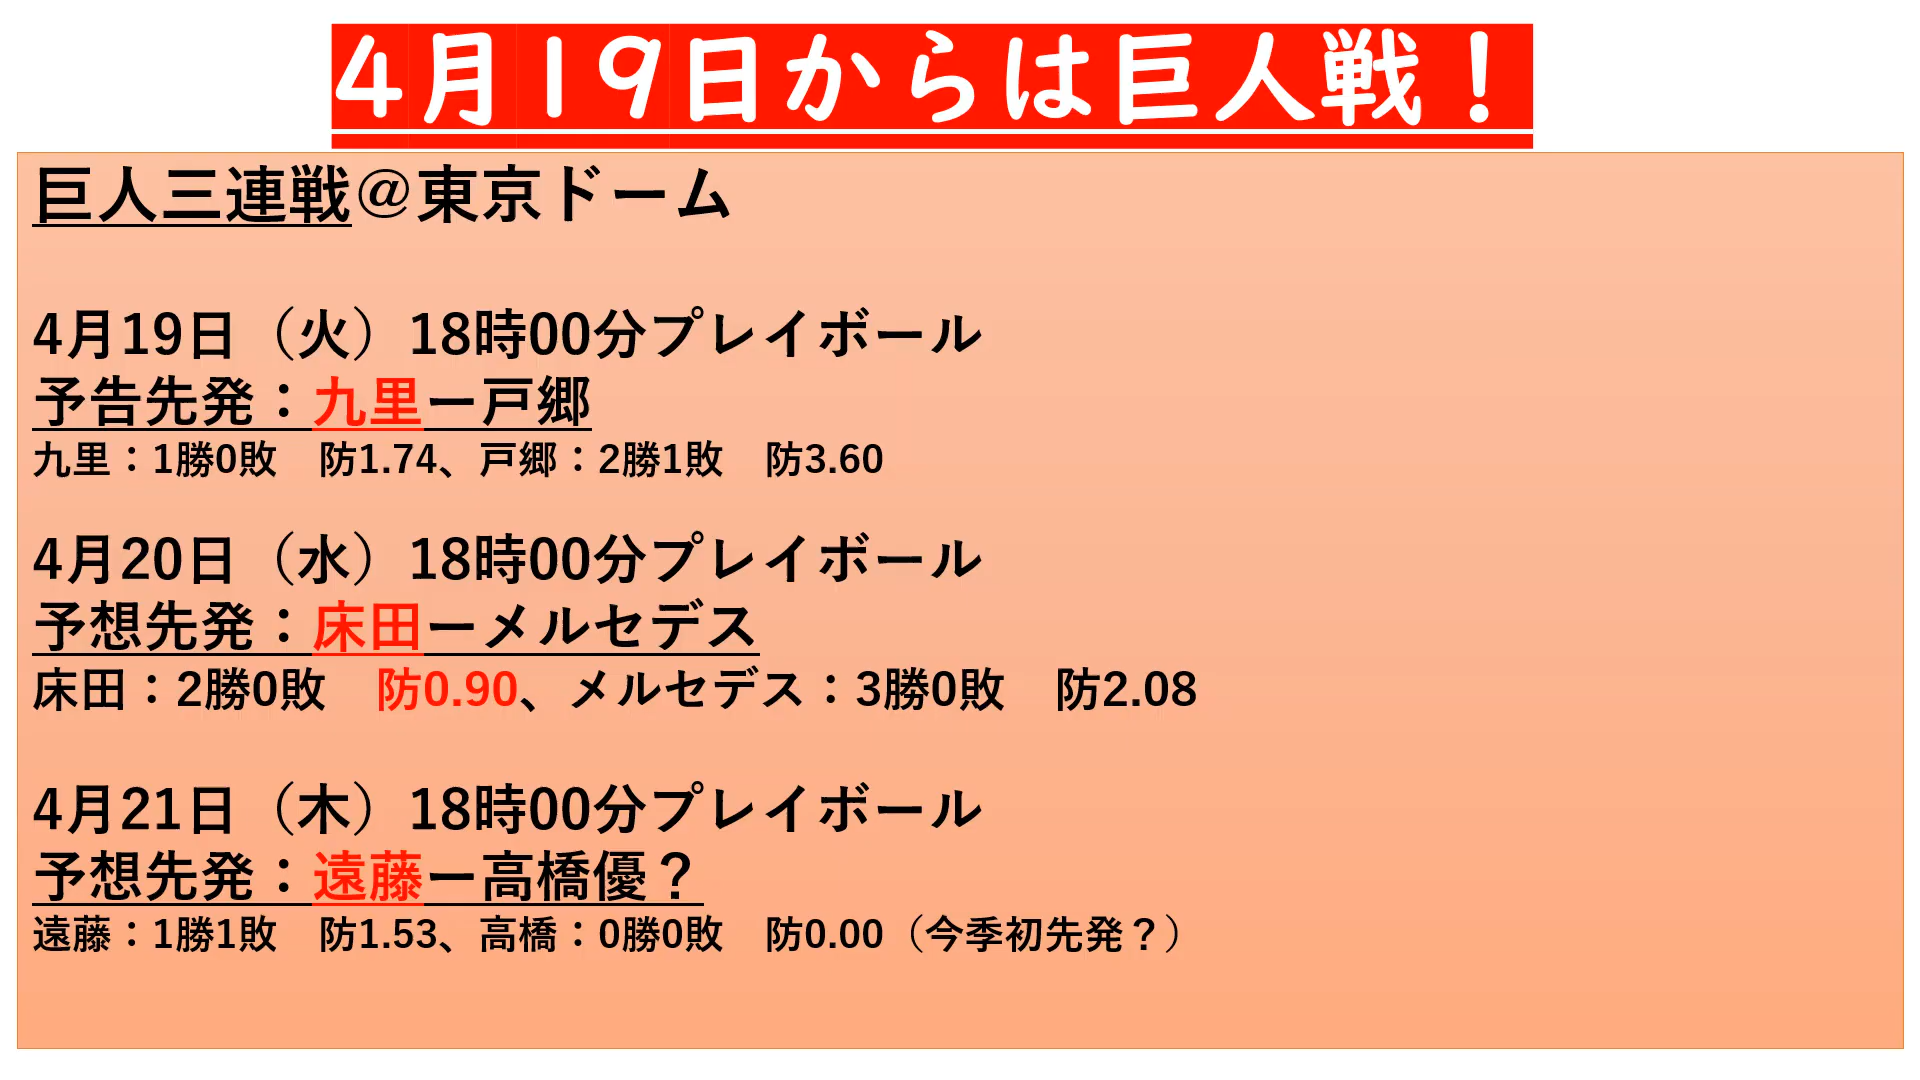 4月19日からは巨人戦！
巨人三連戦@東京ドーム
4月19日（火）18時00分プレイボール
予告先発：九里ー戸郷
九里：1勝0敗　防1.74、戸郷：2勝1敗　防3.60
4月20日（水）18時00分プレイボール
予想先発：床田ーメルセデス
床田：2勝0敗　防0.90、メルセデス：3勝0敗　防2.08
4月21日（木）18時00分プレイボール
予想先発：遠藤ー高橋優？
遠藤：1勝1敗　防1.53、高橋：0勝0敗　防0.00（今季初先発？）